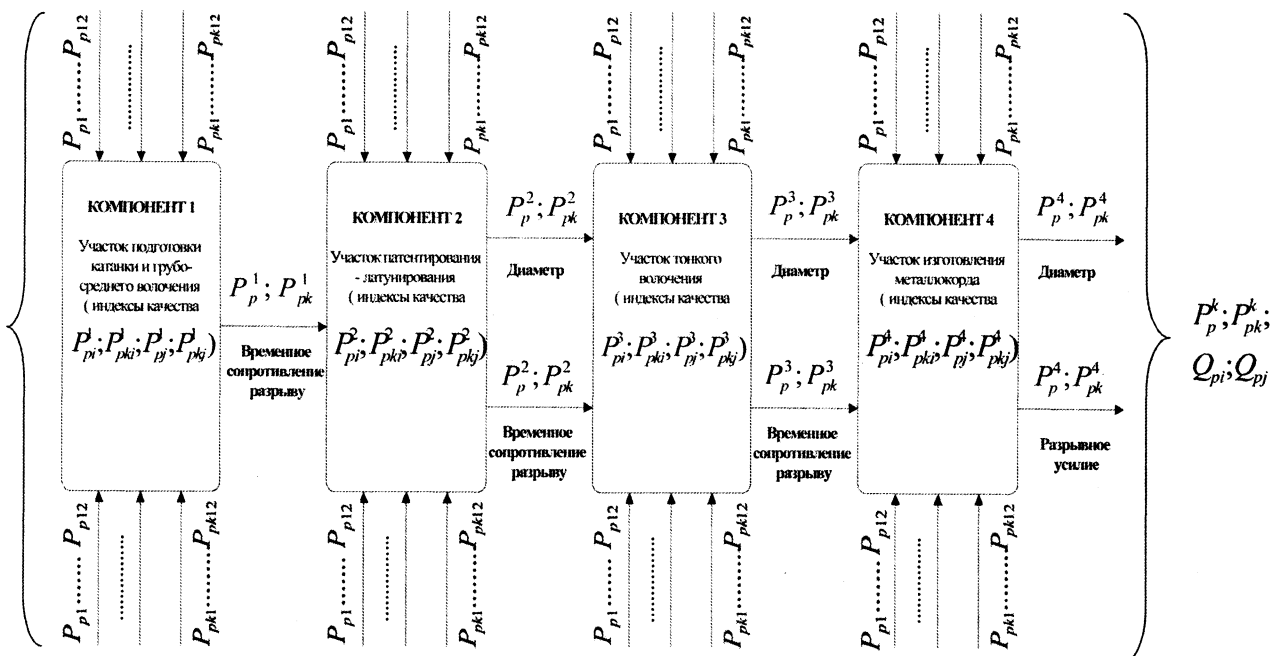 P_p1........P_p12
P_pk1........P_pk12
P_p1........P_p12
P_pk1........P_pk12
P_p1........P_p12
P_pk1........P_pk12
P_p1........P_p12
P_pk1........P_pk12
КОМПОНЕНТ 1
Участок подготовки
катанки и грубо-
среднего волочения
( индексы качества
P^1_pi; P^1_pki; P^1_pj; P^1_pkj)
P^1_p; P^1_pk
Временное
сопротивление
разрыву
КОМПОНЕНТ 2
Участок патентирования
- латунирования
( индексы качества
P^2_pi; P^2_pki; P^2_pj; P^2_pkj)
P^2_p; P^2_pk
Диаметр
P^2_p; P^2_pk
Временное
сопротивление
разрыву
КОМПОНЕНТ 3
Участок тонкого
волочения
( индексы качества
P^3_pi; P^3_pki; P^3_pj; P^3_pkj)
P^3_p; P^3_pk
Диаметр
P^3_p; P^3_pk
Временное
сопротивление
разрыву
КОМПОНЕНТ 4
Участок изготовления
металлокорда
( индексы качества
P^4_pi; P^4_pki; P^4_pj; P^4_pkj)
P^4_p; P^4_pk
Диаметр
P^4_p; P^4_pk
Разрывное
усилие
P^k_p; P^k_pk;
Q_pi; Q_pj
P_p1........P_p12
P_pk1........P_pk12
P_p1........P_p12
P_pk1........P_pk12
P_p1........P_p12
P_pk1........P_pk12
P_p1........P_p12
P_pk1........P_pk12